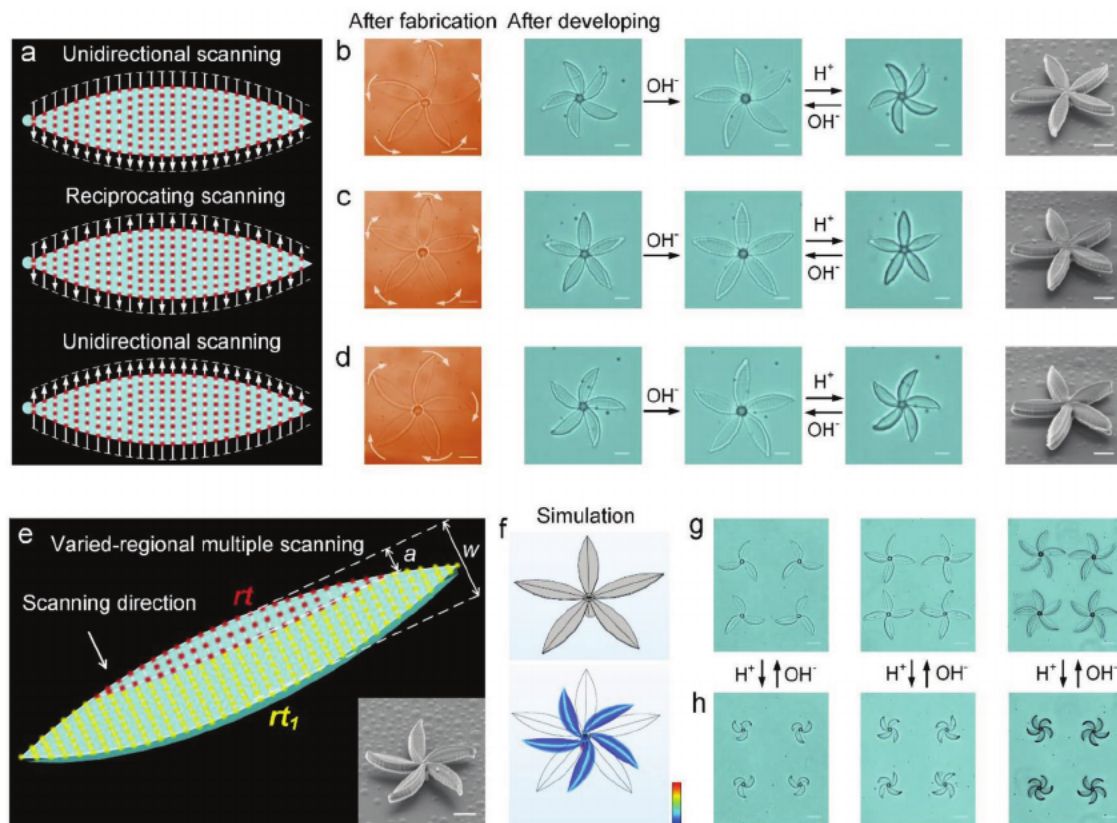 After fabrication After developing
a Unidirectional scanning
Reciprocating scanning
Unidirectional scanning
b
OH⁻
H⁺
OH⁻
c
OH⁻
H⁺
OH⁻
d
OH⁻
H⁺
OH⁻
e
Varied-regional multiple scanning
a
w
Scanning direction
rt
rt₁
f
Simulation
g
H⁺ OH⁻
H⁺ OH⁻
H⁺ OH⁻
h